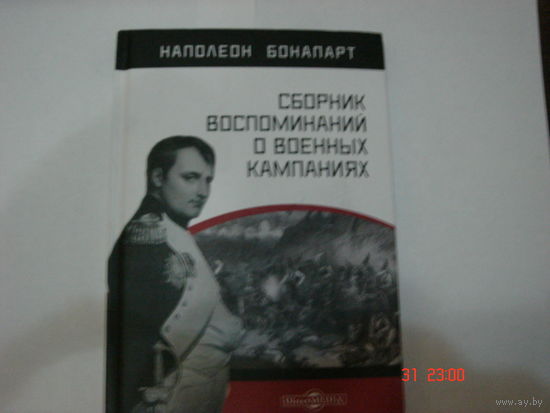 НАПОЛЕОН БОНАПАРТ
СБОРНИК
ВОСПОМИНАНИЙ
О ВОЕННЫХ
КАМПАНИЯХ
31 23:00
www.ay.by